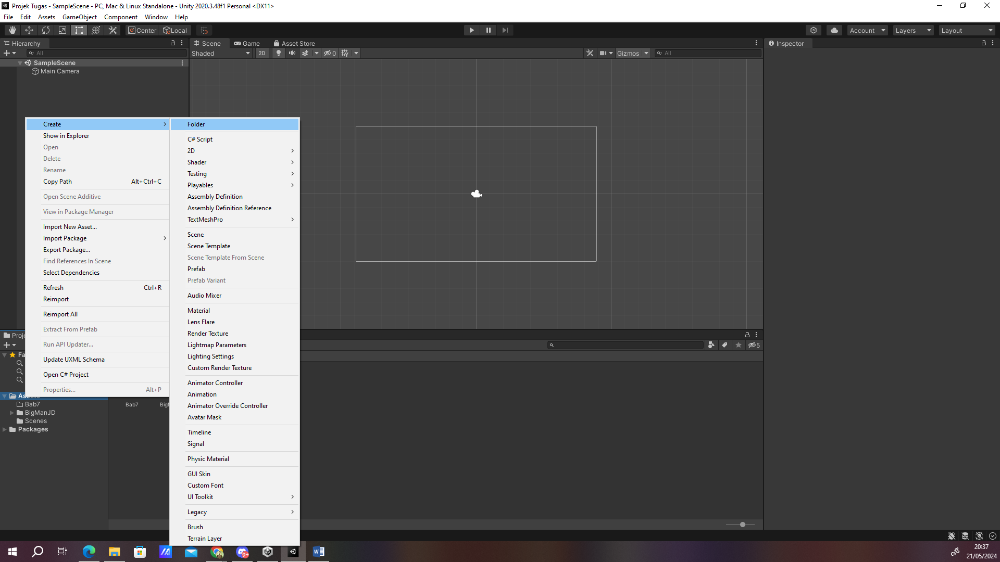 Projek Tugas - SampleScene - PC, Mac & Linux Standalone - Unity 2020.3.48f1 Personal <DX11>
File Edit Assets GameObject Component Window Help
Center Local Account Layers Layout
Hierarchy Scene Game Asset Store Inspector
All Shaded 2D 0 Gizmos All
SampleScene
Main Camera
Create
Show in Explorer
Open
Delete
Rename
Copy Path Alt+Ctrl+C
Open Scene Additive
View in Package Manager
Import New Asset...
Import Package
Export Package...
Find References In Scene
Select Dependencies
Refresh Ctrl+R
Reimport
Reimport All
Extract From Prefab
Run API Updater...
Update UXML Schema
Open C# Project
Properties... Alt+P
Folder
C# Script
2D
Shader
Testing
Playables
Assembly Definition
Assembly Definition Reference
TextMeshPro
Scene
Scene Template
Scene Template From Scene
Prefab
Prefab Variant
Audio Mixer
Material
Lens Flare
Render Texture
Lightmap Parameters
Lighting Settings
Custom Render Texture
Animator Controller
Animation
Animator Override Controller
Avatar Mask
Timeline
Signal
Physic Material
GUI Skin
Custom Font
UI Toolkit
Legacy
Brush
Terrain Layer
Proje
5
Fa
Assets
Bab7
BigManJD
Scenes
Packages
Bab7 BigM
9+
20:37
21/05/2024